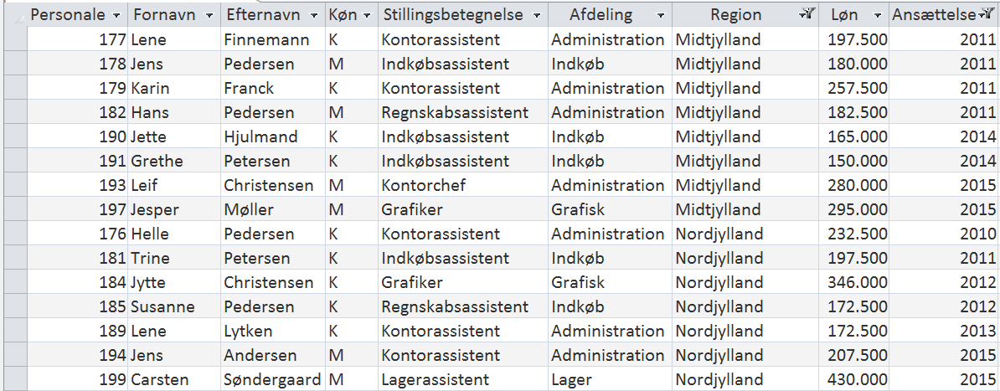 Personale Fornavn Efternavn Køn Stillingsbetegnelse Afdeling Region Løn Ansættelse
177 Lene Finnemann K Kontorassistent Administration Midtjylland 197.500 2011
178 Jens Pedersen M Indkøbsassistent Indkøb Midtjylland 180.000 2011
179 Karin Franck K Kontorassistent Administration Midtjylland 257.500 2011
182 Hans Pedersen M Regnskabsassistent Administration Midtjylland 182.500 2011
190 Jette Hjulmand K Indkøbsassistent Indkøb Midtjylland 165.000 2014
191 Grethe Petersen K Indkøbsassistent Indkøb Midtjylland 150.000 2014
193 Leif Christensen M Kontorchef Administration Midtjylland 280.000 2015
197 Jesper Møller M Grafiker Grafisk Midtjylland 295.000 2015
176 Helle Pedersen K Kontorassistent Administration Nordjylland 232.500 2010
181 Trine Petersen K Indkøbsassistent Indkøb Nordjylland 197.500 2011
184 Jytte Christensen K Grafiker Grafisk Nordjylland 346.000 2012
185 Susanne Pedersen K Regnskabsassistent Indkøb Nordjylland 172.500 2012
189 Lene Lytken K Kontorassistent Administration Nordjylland 172.500 2013
194 Jens Andersen M Kontorassistent Administration Nordjylland 207.500 2015
199 Carsten Søndergaard M Lagerassistent Lager Nordjylland 430.000 2015